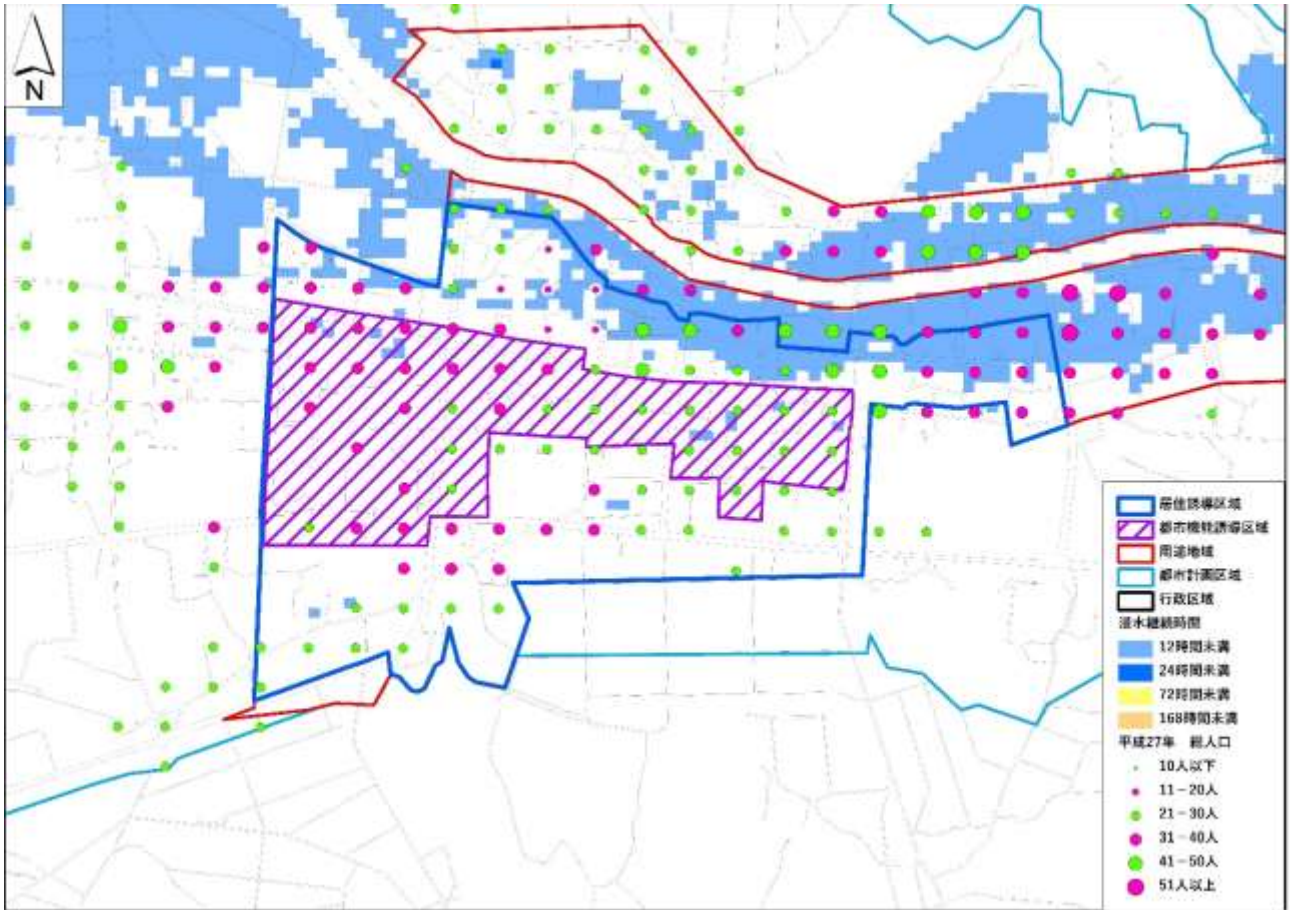 N
居住誘導区域
都市機能誘導区域
用途地域
都市計画区域
行政区域
浸水継続時間
12時間未満
24時間未満
72時間未満
168時間未満
平成27年 総人口
10人以下
11-20人
21-30人
31-40人
41-50人
51人以上